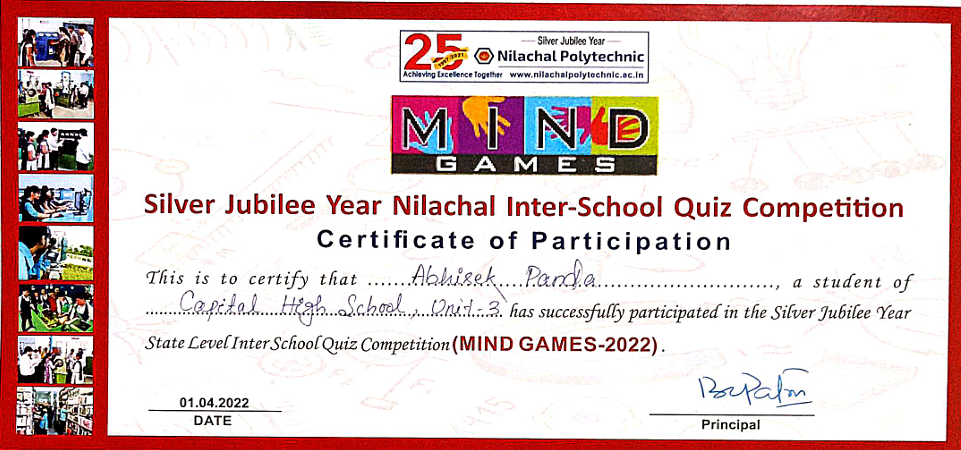 25 Silver Jubilee Year
1997-2021 Nilachal Polytechnic
Achieving Excellence Together www.nilachalpolytechnic.ac.in
MIND
GAMES
Silver Jubilee Year Nilachal Inter-School Quiz Competition
Certificate of Participation
This is to certify that ......Abhisek Panda............................, a student of
Capital High School, Unit-3 has successfully participated in the Silver Jubilee Year
State Level Inter School Quiz Competition (MIND GAMES-2022).
01.04.2022
DATE
Principal